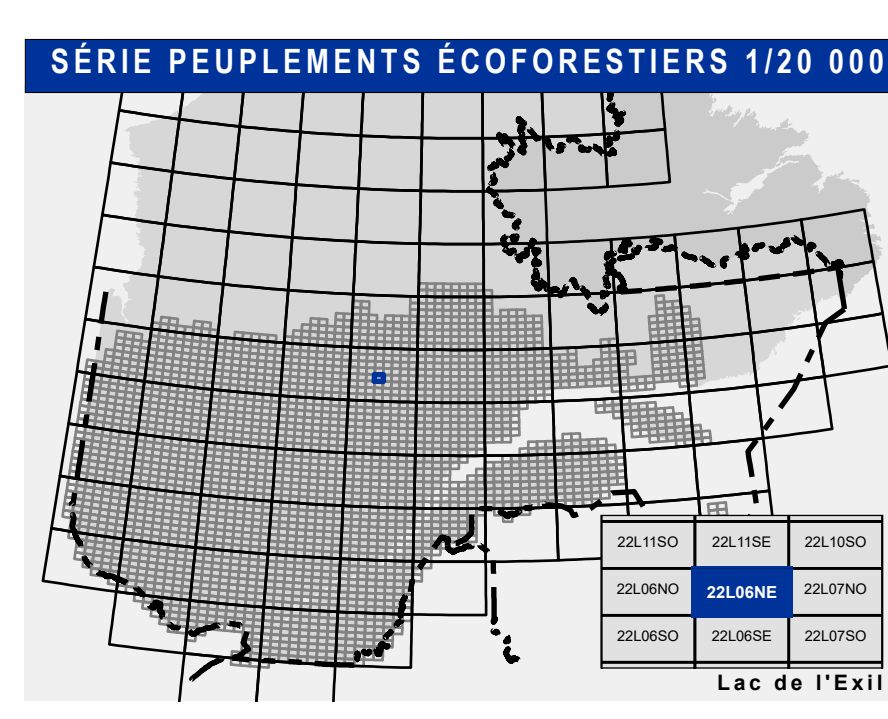 SÉRIE PEUPLEMENTS ÉCOFORESTIERS 1/20 000
22L11SO 22L11SE 22L10SO
22L06NO 22L06NE 22L07NO
22L06SO 22L06SE 22L07SO
Lac de l'Exil